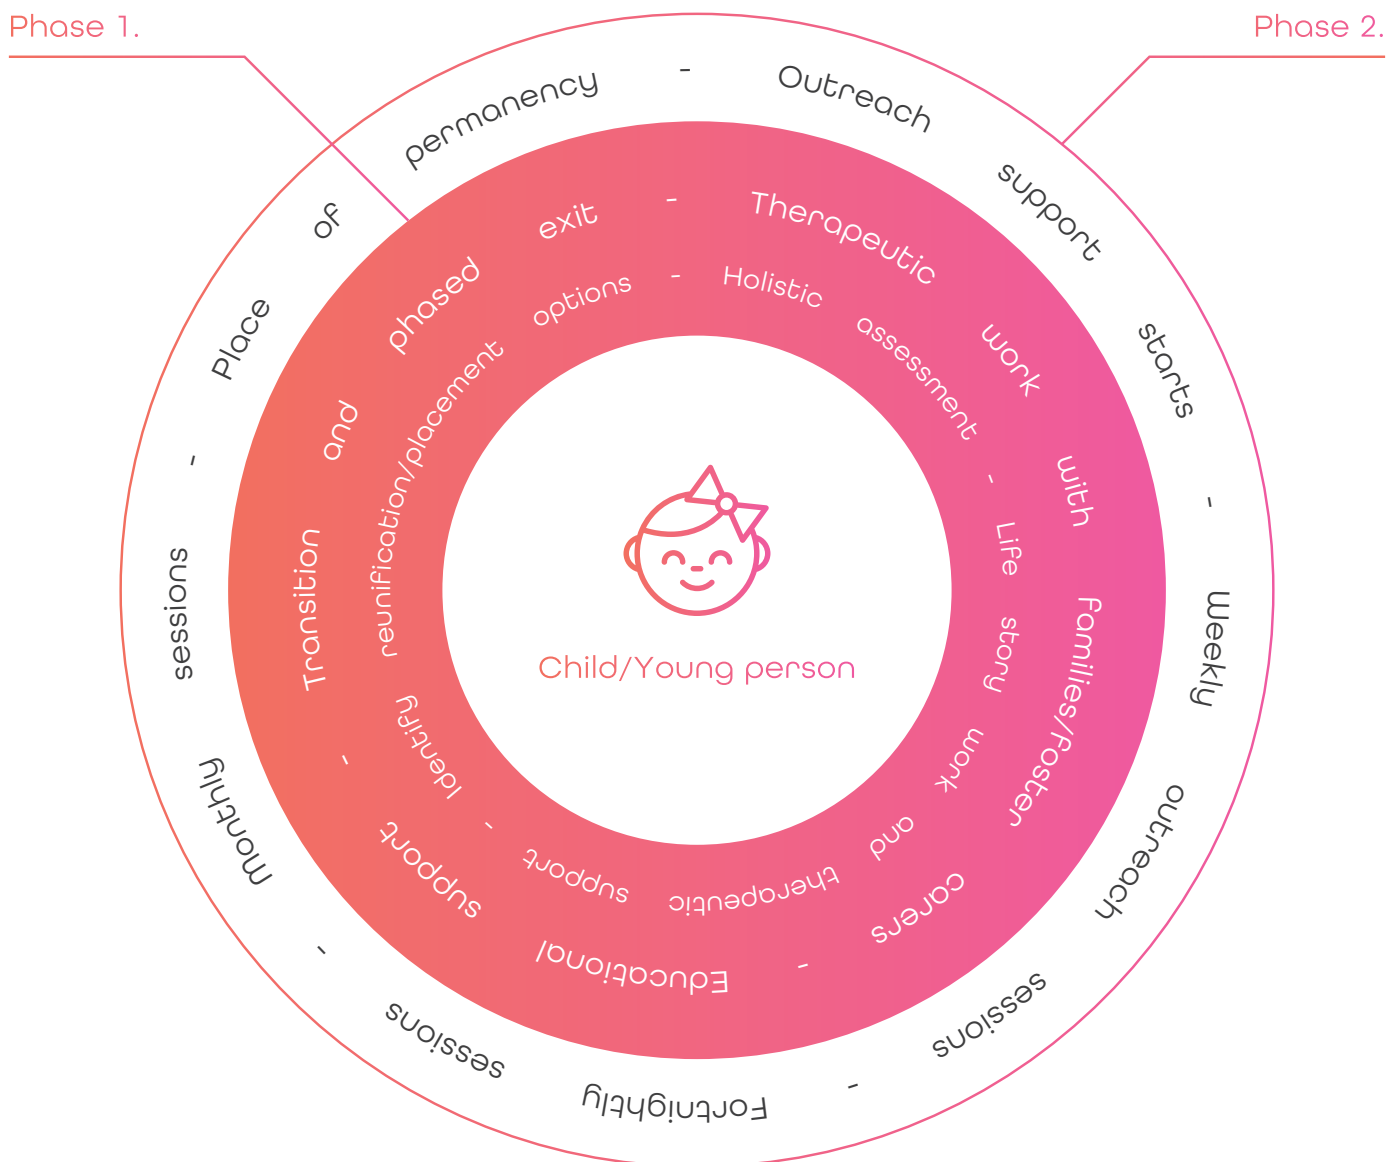 Phase 1.
Phase 2.
Outreach support starts - Weekly outreach sessions - Fortnightly sessions - Monthly sessions - Place of permanency -
Therapeutic work with families/foster carers - Educational support - Transition and phased exit -
Holistic assessment - Life story work and therapeutic support - Identify reunification/placement options -
Child/Young person